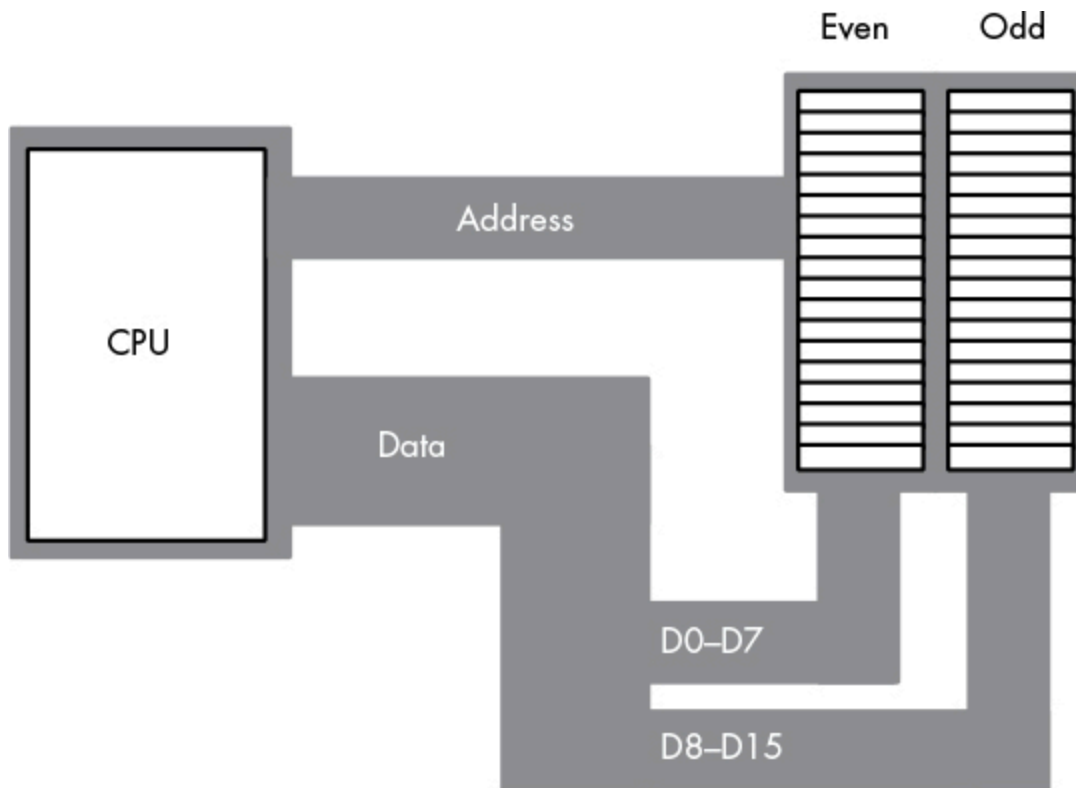 Even Odd
Address
CPU
Data
D0–D7
D8–D15